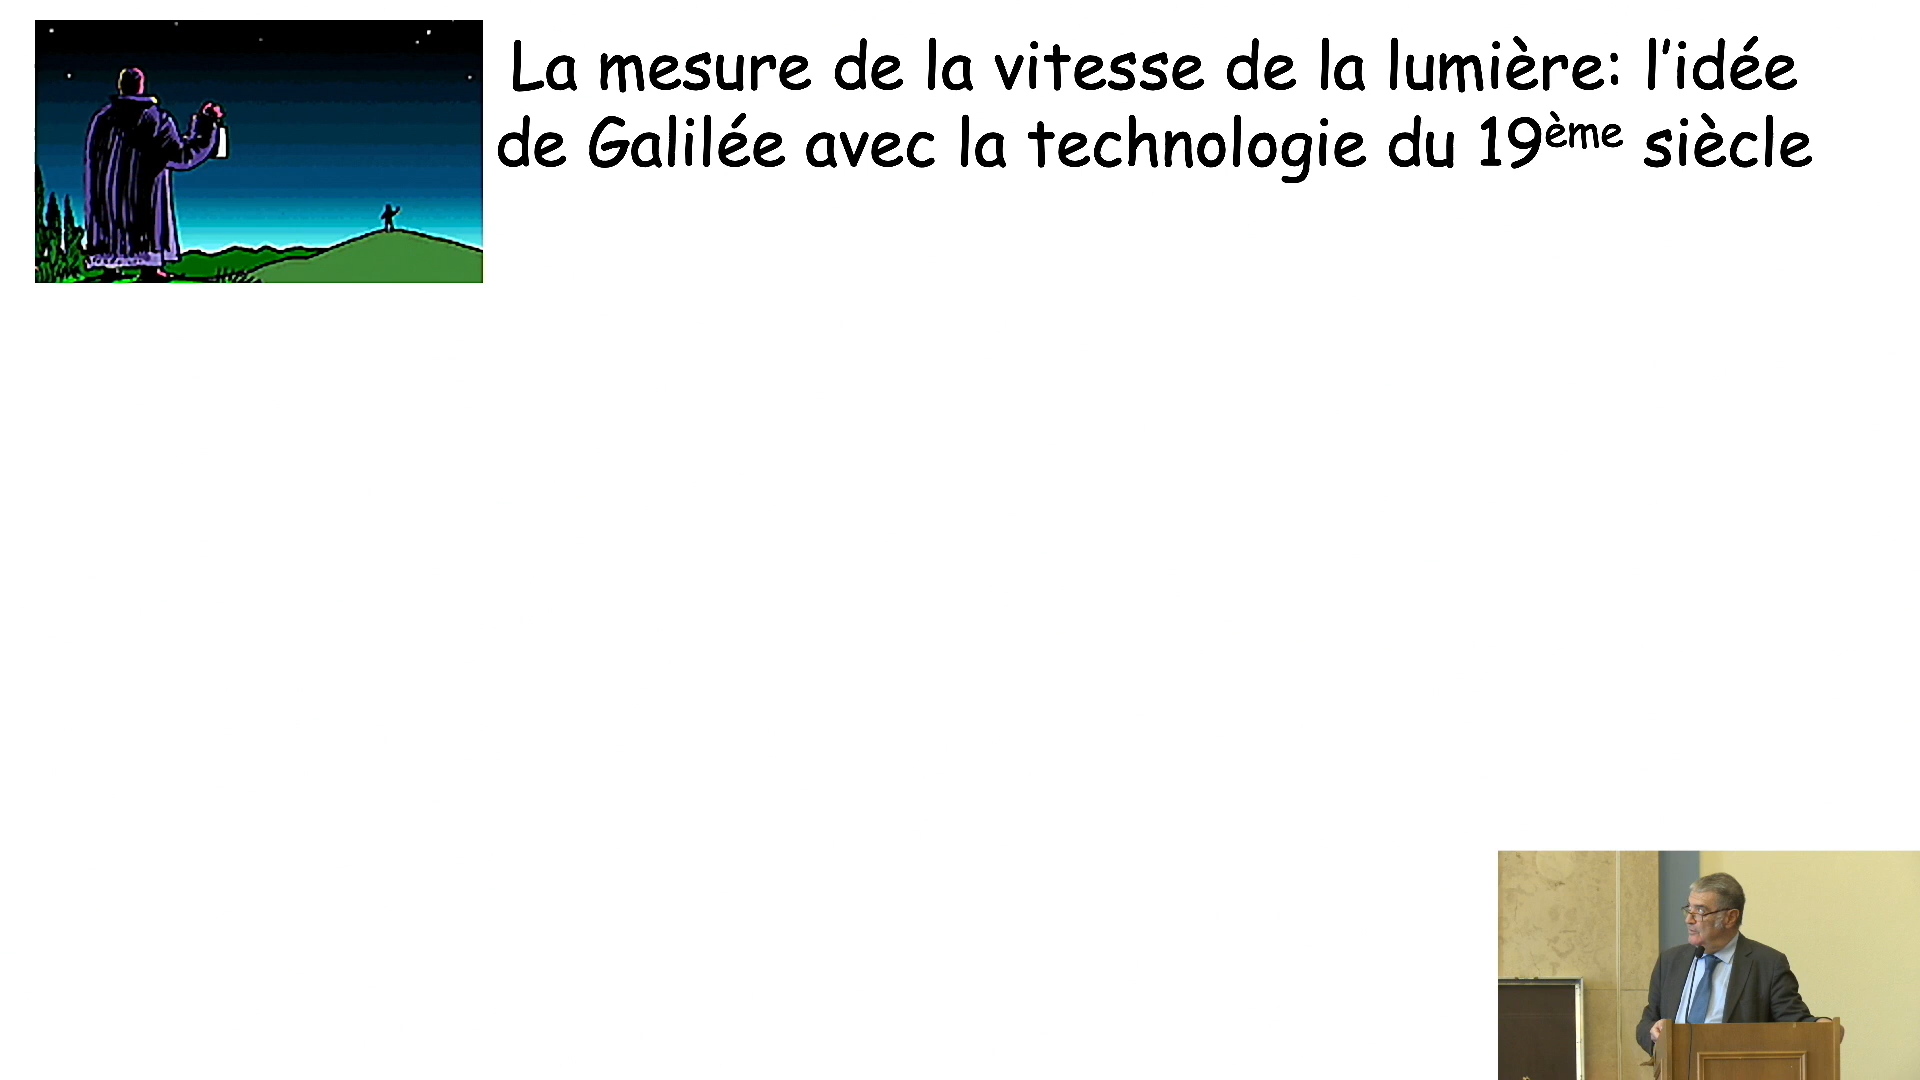 La mesure de la vitesse de la lumière: l’idée
de Galilée avec la technologie du 19ème siècle